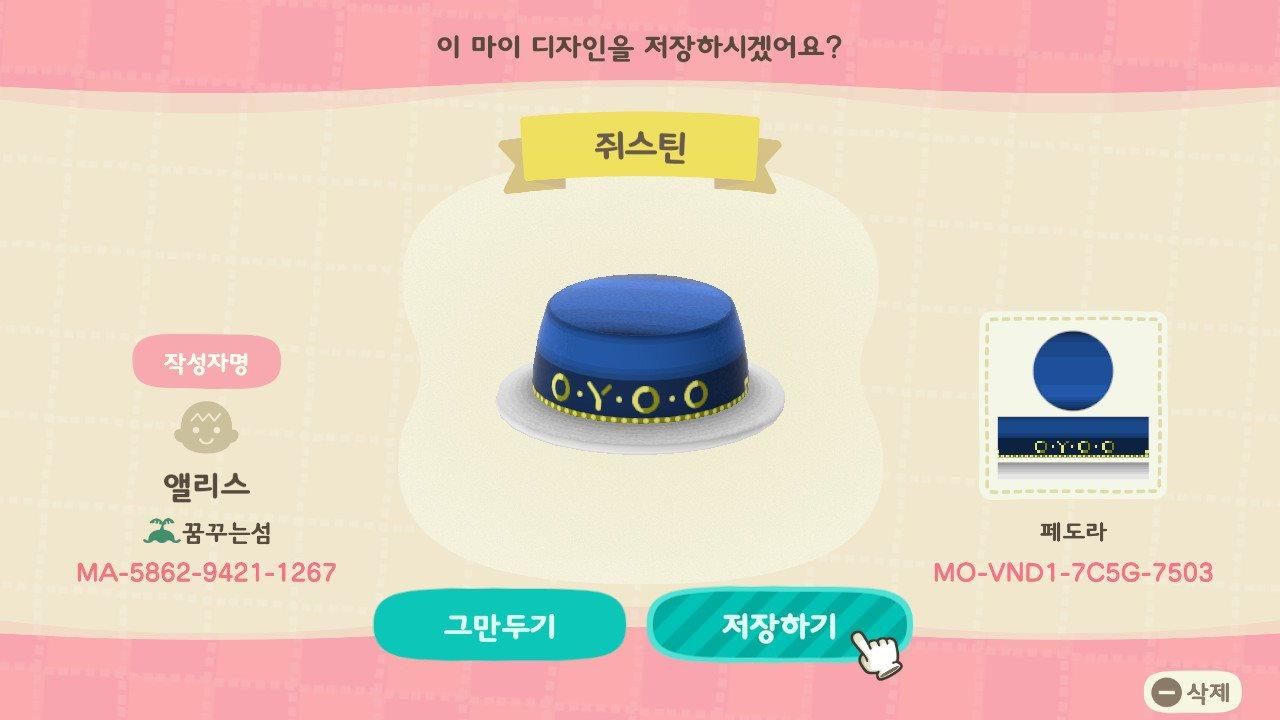 이 마이 디자인을 저장하시겠어요?
쥐스틴
O·Y·O·O
작성자명
앨리스
꿈꾸는섬
MA-5862-9421-1267
O·Y·O·O
페도라
MO-VND1-7C5G-7503
그만두기
저장하기
삭제